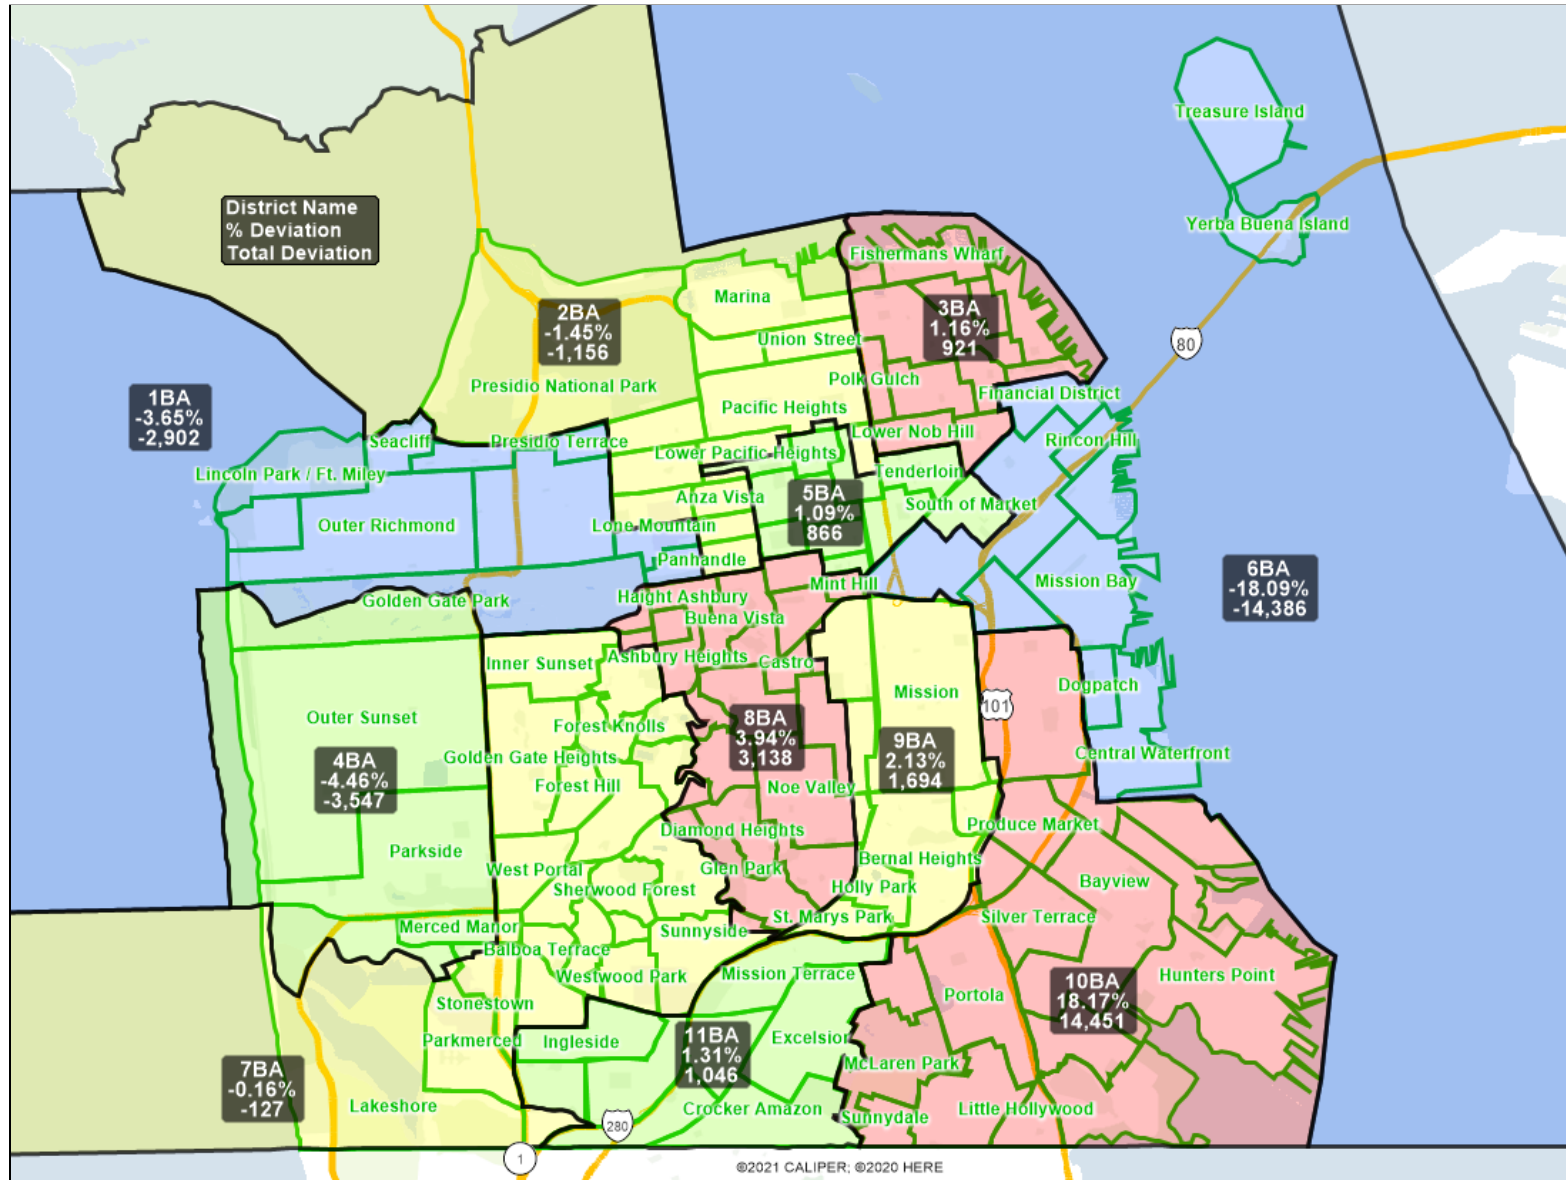 Treasure Island
Yerba Buena Island
District Name
% Deviation
Total Deviation
Fishermans Wharf
Marina
2BA
-1.45%
-1,156
3BA
1.16%
921
Union Street
80
Presidio National Park
Polk Gulch
Financial District
1BA
-3.65%
-2,902
Pacific Heights
Seacliff
Presidio Terrace
Lower Nob Hill
Rincon Hill
Lower Pacific Heights
Lincoln Park / Ft. Miley
Tenderloin
Anza Vista
5BA
1.09%
866
South of Market
Outer Richmond
Lone Mountain
Panhandle
Mint Hill
Mission Bay
6BA
-18.09%
-14,386
Golden Gate Park
Haight Ashbury
Buena Vista
Inner Sunset
Ashbury Heights
Castro
Mission
Dogpatch
101
Outer Sunset
Forest Knolls
8BA
3.94%
3,138
9BA
2.13%
1,694
Golden Gate Heights
Central Waterfront
4BA
-4.46%
-3,547
Forest Hill
Noe Valley
Diamond Heights
Produce Market
Parkside
West Portal
Glen Park
Bernal Heights
Sherwood Forest
Holly Park
Bayview
Merced Manor
Sunnyside
St. Marys Park
Silver Terrace
Balboa Terrace
Westwood Park
Mission Terrace
Hunters Point
Stonestown
Portola
10BA
18.17%
14,451
Parkmerced
Ingleside
11BA
1.31%
1,046
Excelsior
McLaren Park
7BA
-0.16%
-127
Lakeshore
Crocker Amazon
Sunnydale
Little Hollywood
280
1
©2021 CALIPER; ©2020 HERE